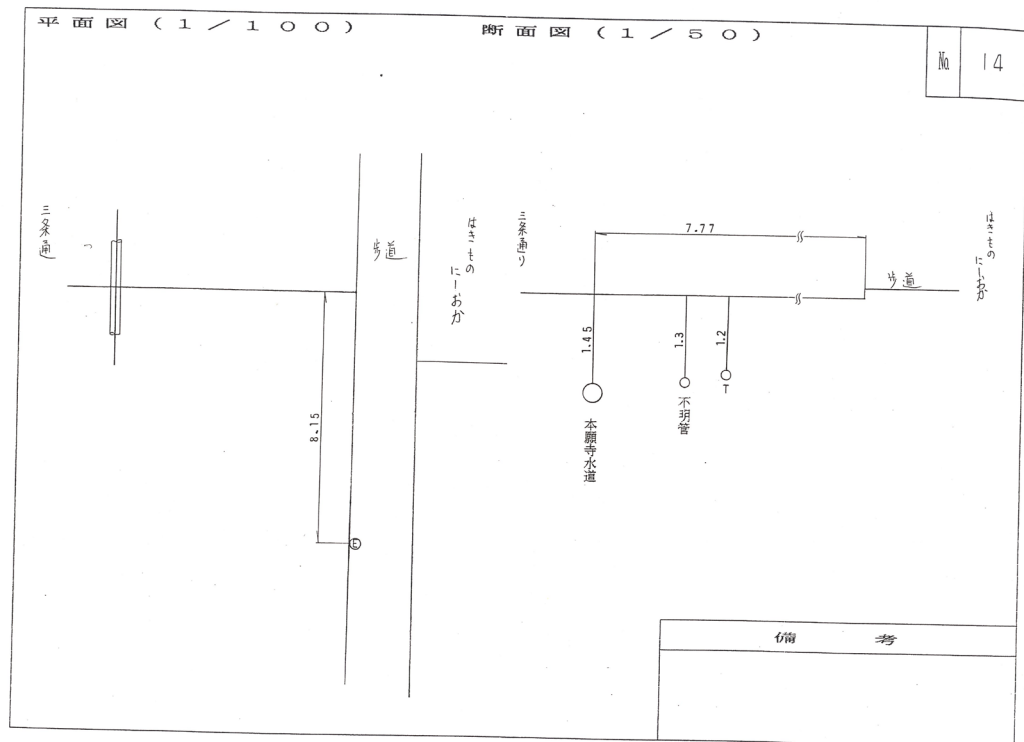 平面図(1/100)
断面図(1/50)
No. 14
三条通
歩道
はきもの
にしおか
8.15
E
三条通り
7.77
歩道
はきもの
にしおか
1.45
1.3
1.2
本願寺水道
不明管
T
備考